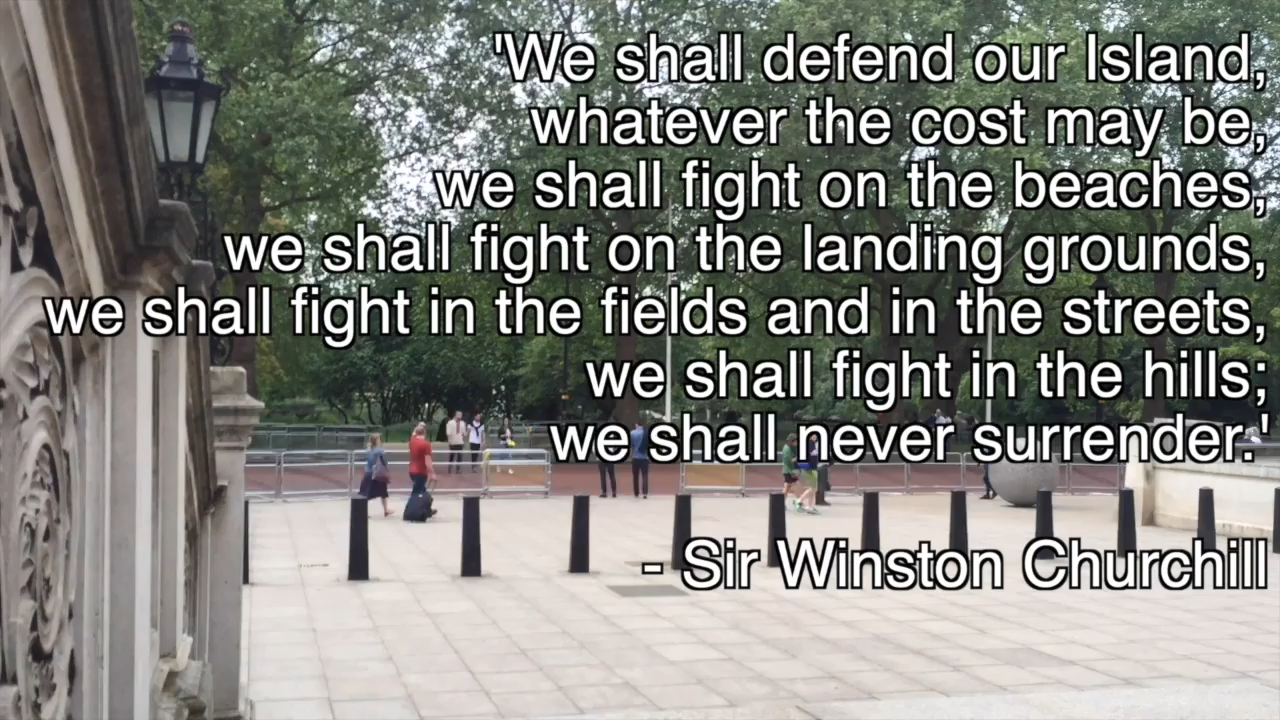 'We shall defend our Island,
whatever the cost may be,
we shall fight on the beaches,
we shall fight on the landing grounds,
we shall fight in the fields and in the streets,
we shall fight in the hills;
we shall never surrender.'
- Sir Winston Churchill